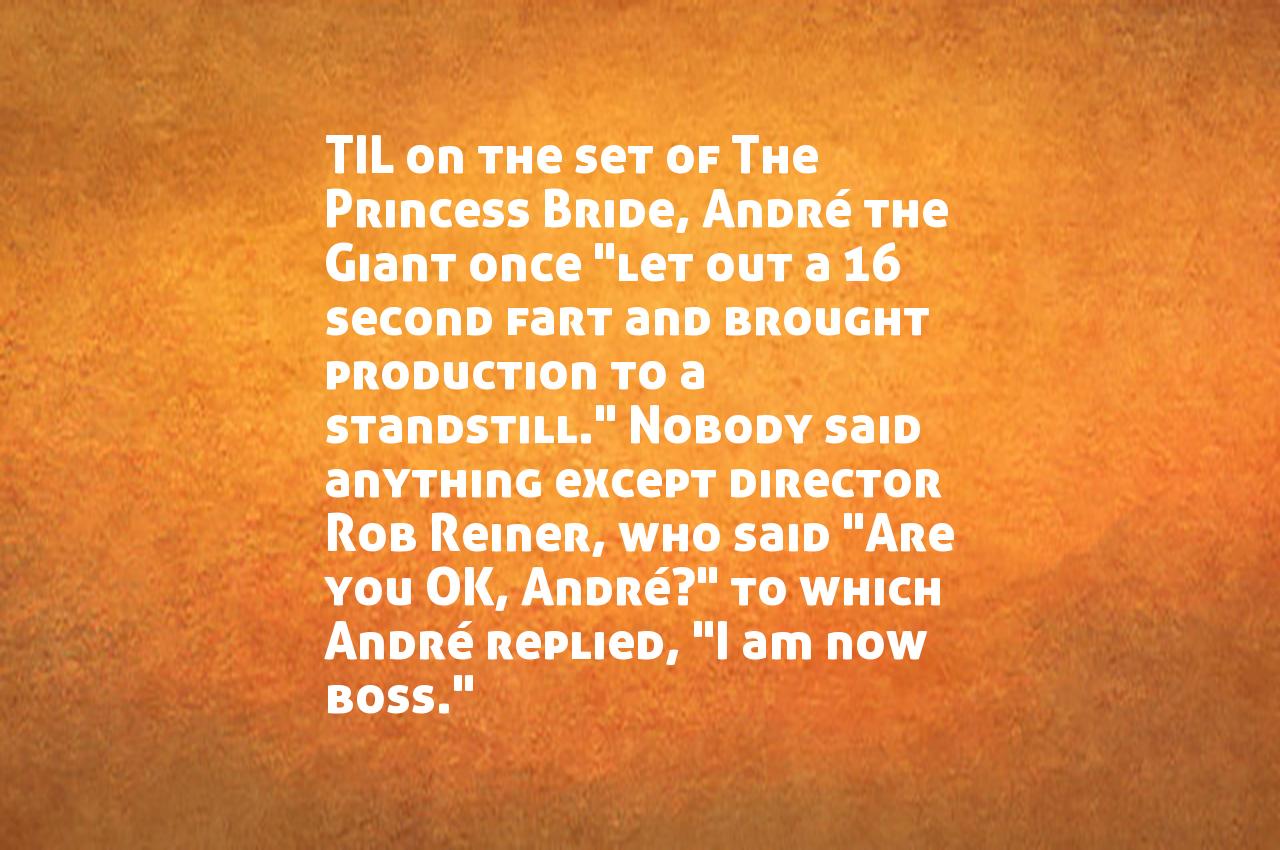 TIL on the set of The
Princess Bride, André the
Giant once "let out a 16
second fart and brought
production to a
standstill." Nobody said
anything except director
Rob Reiner, who said "Are
you OK, André?" to which
André replied, "I am now
boss."